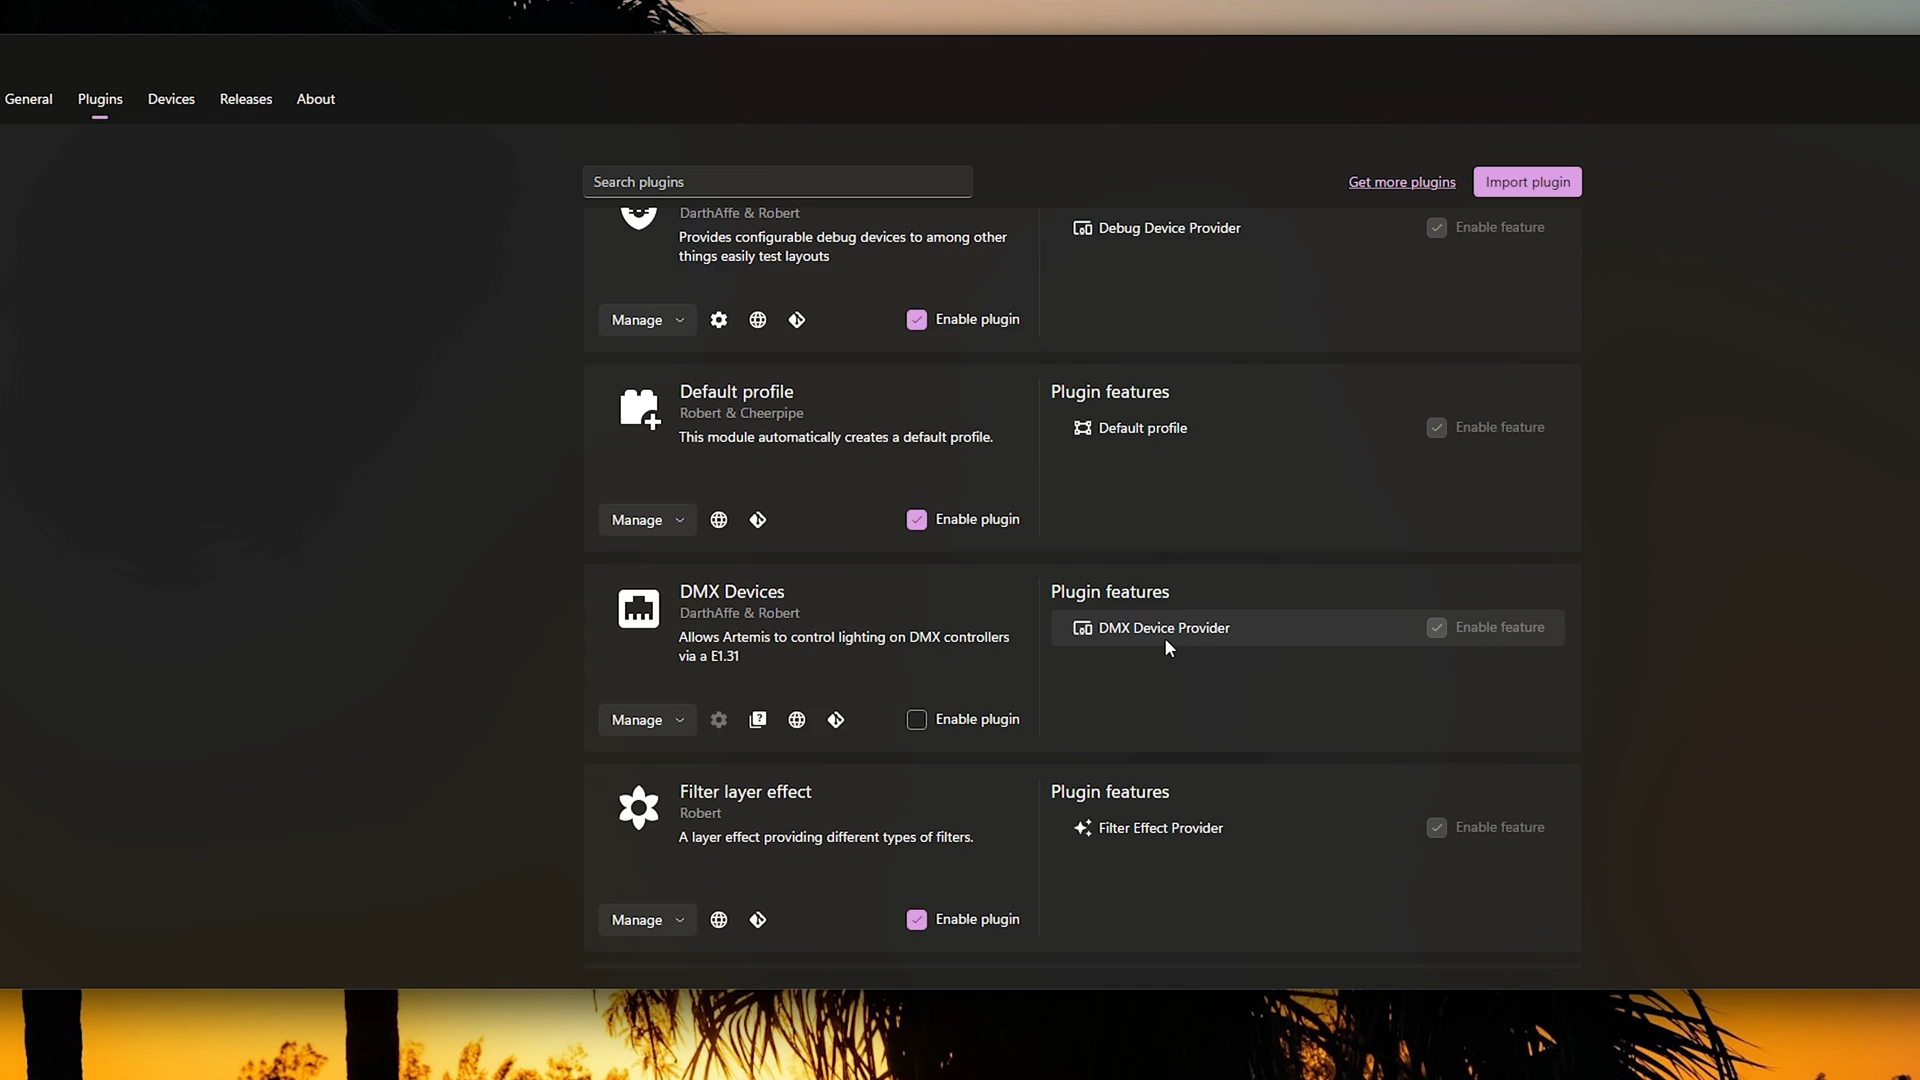 General
Plugins
Devices
Releases
About
Search plugins
Get more plugins
Import plugin
DarthAffe & Robert
Provides configurable debug devices to among other
things easily test layouts
Manage
Enable plugin
Debug Device Provider
Enable feature
Default profile
Robert & Cheerpipe
This module automatically creates a default profile.
Manage
Enable plugin
Plugin features
Default profile
Enable feature
DMX Devices
DarthAffe & Robert
Allows Artemis to control lighting on DMX controllers
via a E1.31
Manage
Enable plugin
Plugin features
DMX Device Provider
Enable feature
Filter layer effect
Robert
A layer effect providing different types of filters.
Manage
Enable plugin
Plugin features
Filter Effect Provider
Enable feature